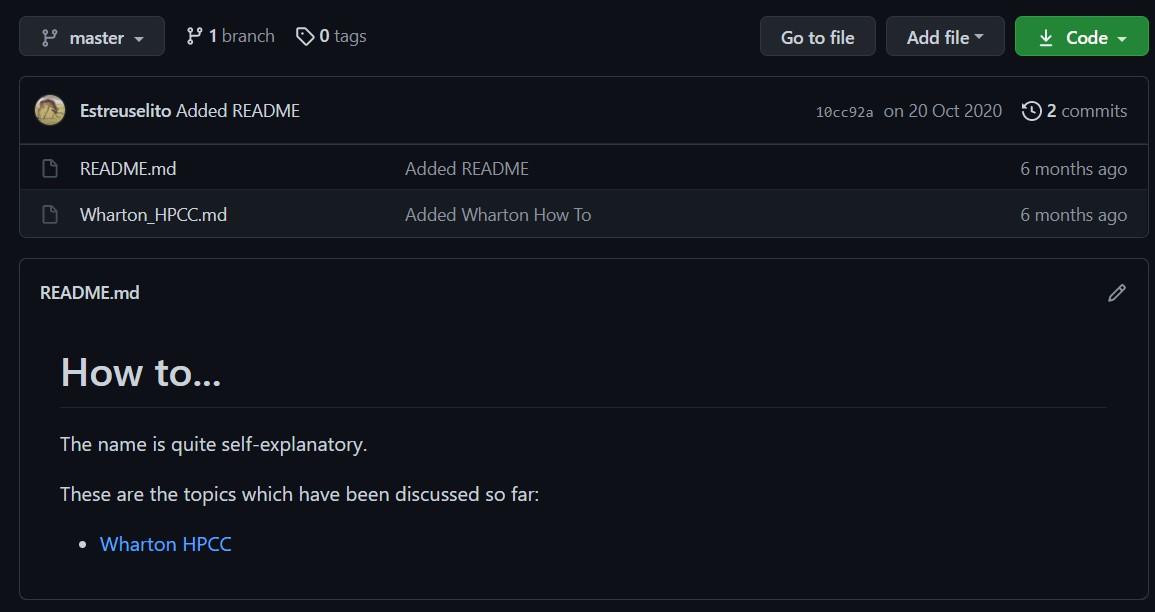 master 1 branch 0 tags Go to file Add file Code
Estreuselito Added README 10cc92a on 20 Oct 2020 2 commits
README.md Added README 6 months ago
Wharton_HPCC.md Added Wharton How To 6 months ago
README.md
How to...
The name is quite self-explanatory.
These are the topics which have been discussed so far:
• Wharton HPCC